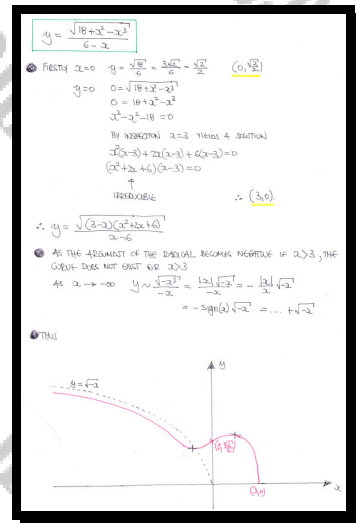 y = √(18+x²-x³) / (6-x)
FIRSTLY x=0 y = √18/6 = 3√2/6 = √2/2 (0, √2/2)
y=0 0 = √(18+x²-x³)
0 = 18+x²-x³
x³-x²-18 = 0
BY INSPECTION x=3 YIELDS A SOLUTION
x²(x-3) + 2x(x-3) + 6(x-3) = 0
(x²+2x+6)(x-3) = 0
↑
IRREDUCIBLE ∴ (3,0)
∴ y = √((3-x)(x²+2x+6)) / (x-6)
AS THE ARGUMENT OF THE RADICAL BECOMES NEGATIVE IF x>3, THE
CURVE DOES NOT EXIST FOR x>3
AS x → -∞ y ~ √(-x³)/(-x) = |x|√(-x)/(-x) = - |x|/x √(-x)
= - sign(x) √(-x) = ... + √(-x)
THUS
y
y = √(-x)
(0, √2/2)
(3,0)
x